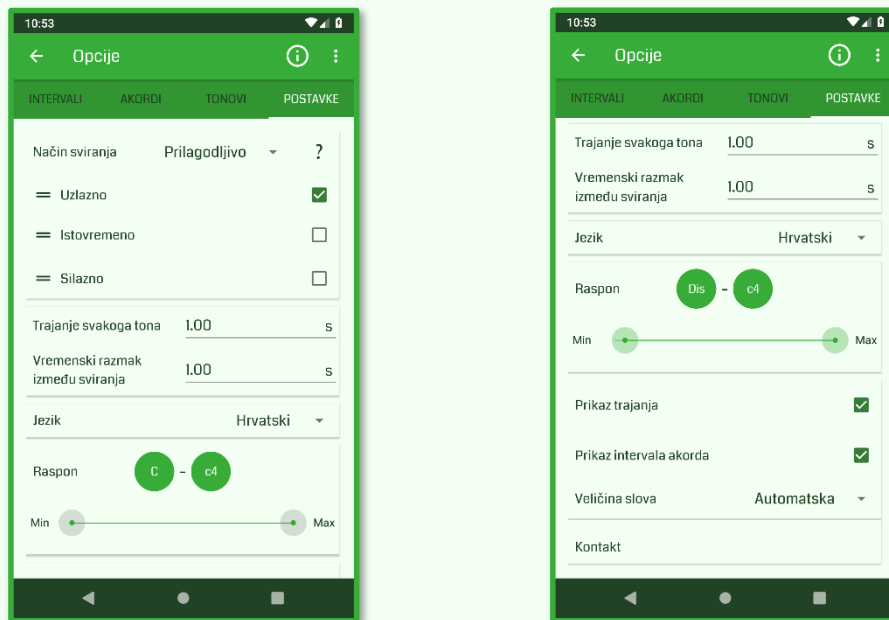 10:53
Opcije
INTERVALI AKORDI TONOVI POSTAVKE
Način sviranja Prilagodljivo ?
Uzlazno
Istovremeno
Silazno
Trajanje svakoga tona 1.00 s
Vremenski razmak
između sviranja 1.00 s
Jezik Hrvatski
Raspon C - c4
Min Max
10:53
Opcije
INTERVALI AKORDI TONOVI POSTAVKE
Trajanje svakoga tona 1.00 s
Vremenski razmak
između sviranja 1.00 s
Jezik Hrvatski
Raspon Dis - c4
Min Max
Prikaz trajanja
Prikaz intervala akorda
Veličina slova Automatska
Kontakt